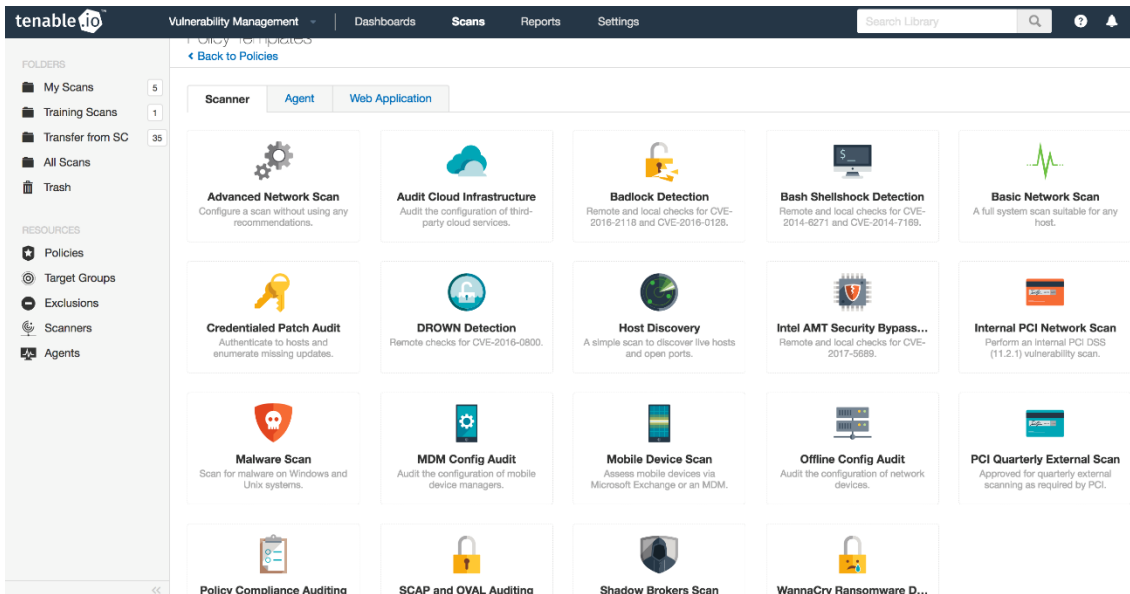 tenable.io™
Vulnerability Management
Dashboards
Scans
Reports
Settings
Search Library
Policy Templates
Back to Policies
FOLDERS
My Scans 5
Training Scans 1
Transfer from SC 35
All Scans
Trash
RESOURCES
Policies
Target Groups
Exclusions
Scanners
Agents
Scanner
Agent
Web Application
Advanced Network Scan
Configure a scan without using any
recommendations.
Audit Cloud Infrastructure
Audit the configuration of third-
party cloud services.
Badlock Detection
Remote and local checks for CVE-
2016-2118 and CVE-2016-0128.
$_
Bash Shellshock Detection
Remote and local checks for CVE-
2014-6271 and CVE-2014-7169.
Basic Network Scan
A full system scan suitable for any
host.
Credentialed Patch Audit
Authenticate to hosts and
enumerate missing updates.
DROWN Detection
Remote checks for CVE-2016-0800.
Host Discovery
A simple scan to discover live hosts
and open ports.
Intel AMT Security Bypass...
Remote and local checks for CVE-
2017-5689.
Internal PCI Network Scan
Perform an internal PCI DSS
(11.2.1) vulnerability scan.
Malware Scan
Scan for malware on Windows and
Unix systems.
MDM Config Audit
Audit the configuration of mobile
device managers.
Mobile Device Scan
Assess mobile devices via
Microsoft Exchange or an MDM.
Offline Config Audit
Audit the configuration of network
devices.
PCI Quarterly External Scan
Approved for quarterly external
scanning as required by PCI.
Policy Compliance Auditing
SCAP and OVAL Auditing
Shadow Brokers Scan
WannaCry Ransomware D...